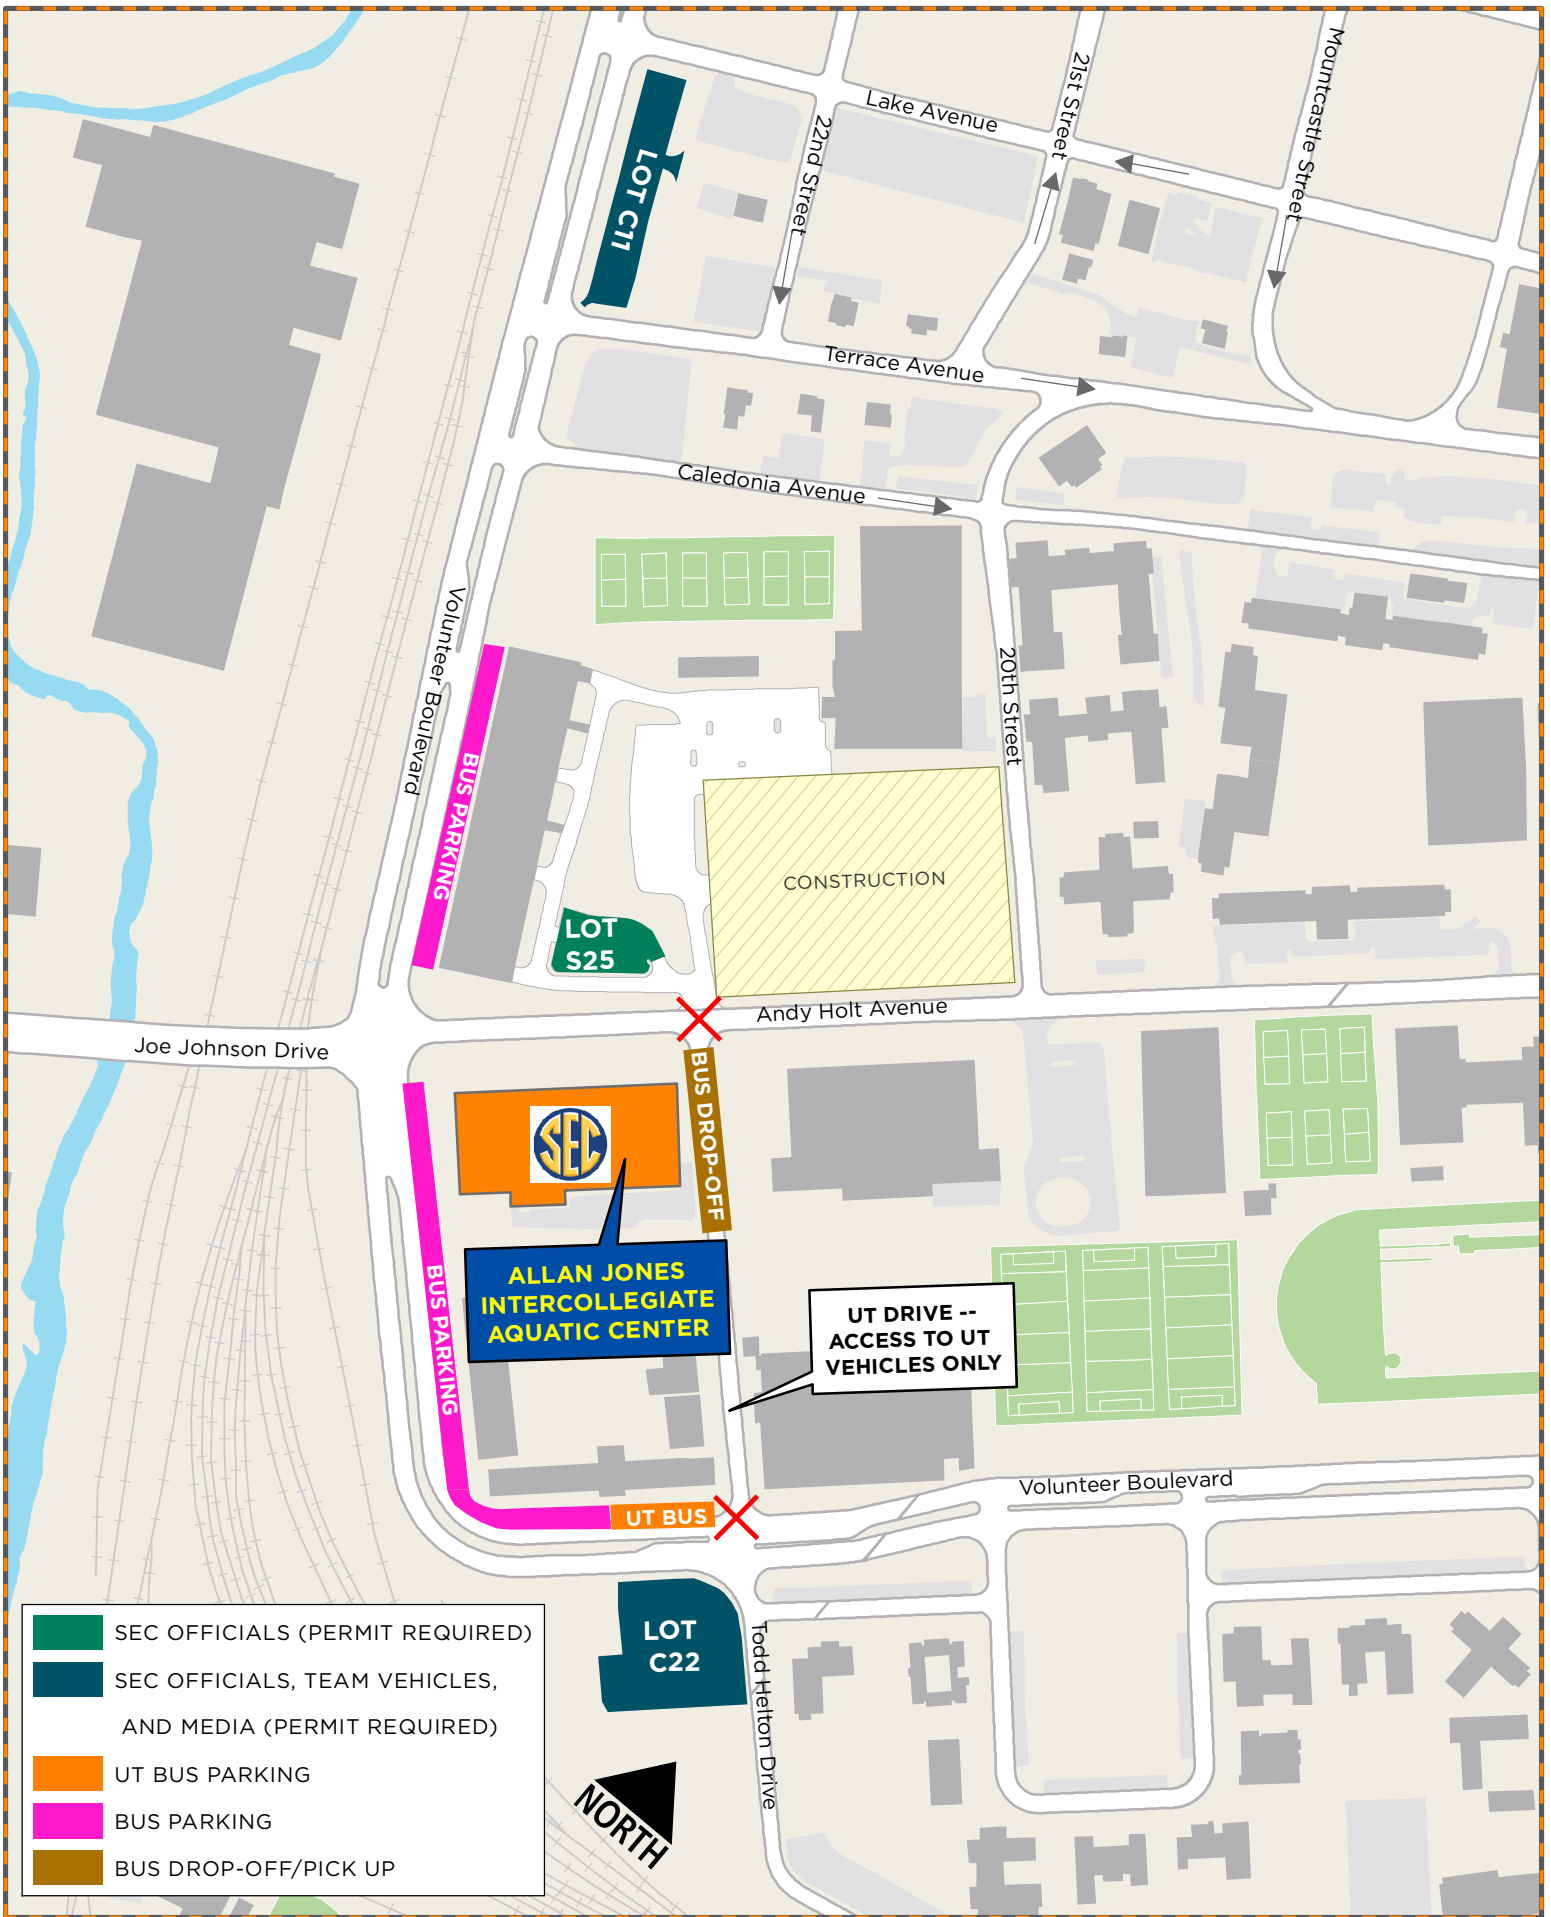 Mountcastle Street
21st Street
Lake Avenue
22nd Street
LOT C11
Terrace Avenue
Caledonia Avenue
Volunteer Boulevard
20th Street
BUS PARKING
CONSTRUCTION
LOT
S25
Andy Holt Avenue
Joe Johnson Drive
BUS DROP-OFF
SEC
ALLAN JONES
INTERCOLLEGIATE
AQUATIC CENTER
BUS PARKING
UT DRIVE --
ACCESS TO UT
VEHICLES ONLY
Volunteer Boulevard
UT BUS
LOT
C22
Todd Helton Drive
NORTH
SEC OFFICIALS (PERMIT REQUIRED)
SEC OFFICIALS, TEAM VEHICLES,
AND MEDIA (PERMIT REQUIRED)
UT BUS PARKING
BUS PARKING
BUS DROP-OFF/PICK UP